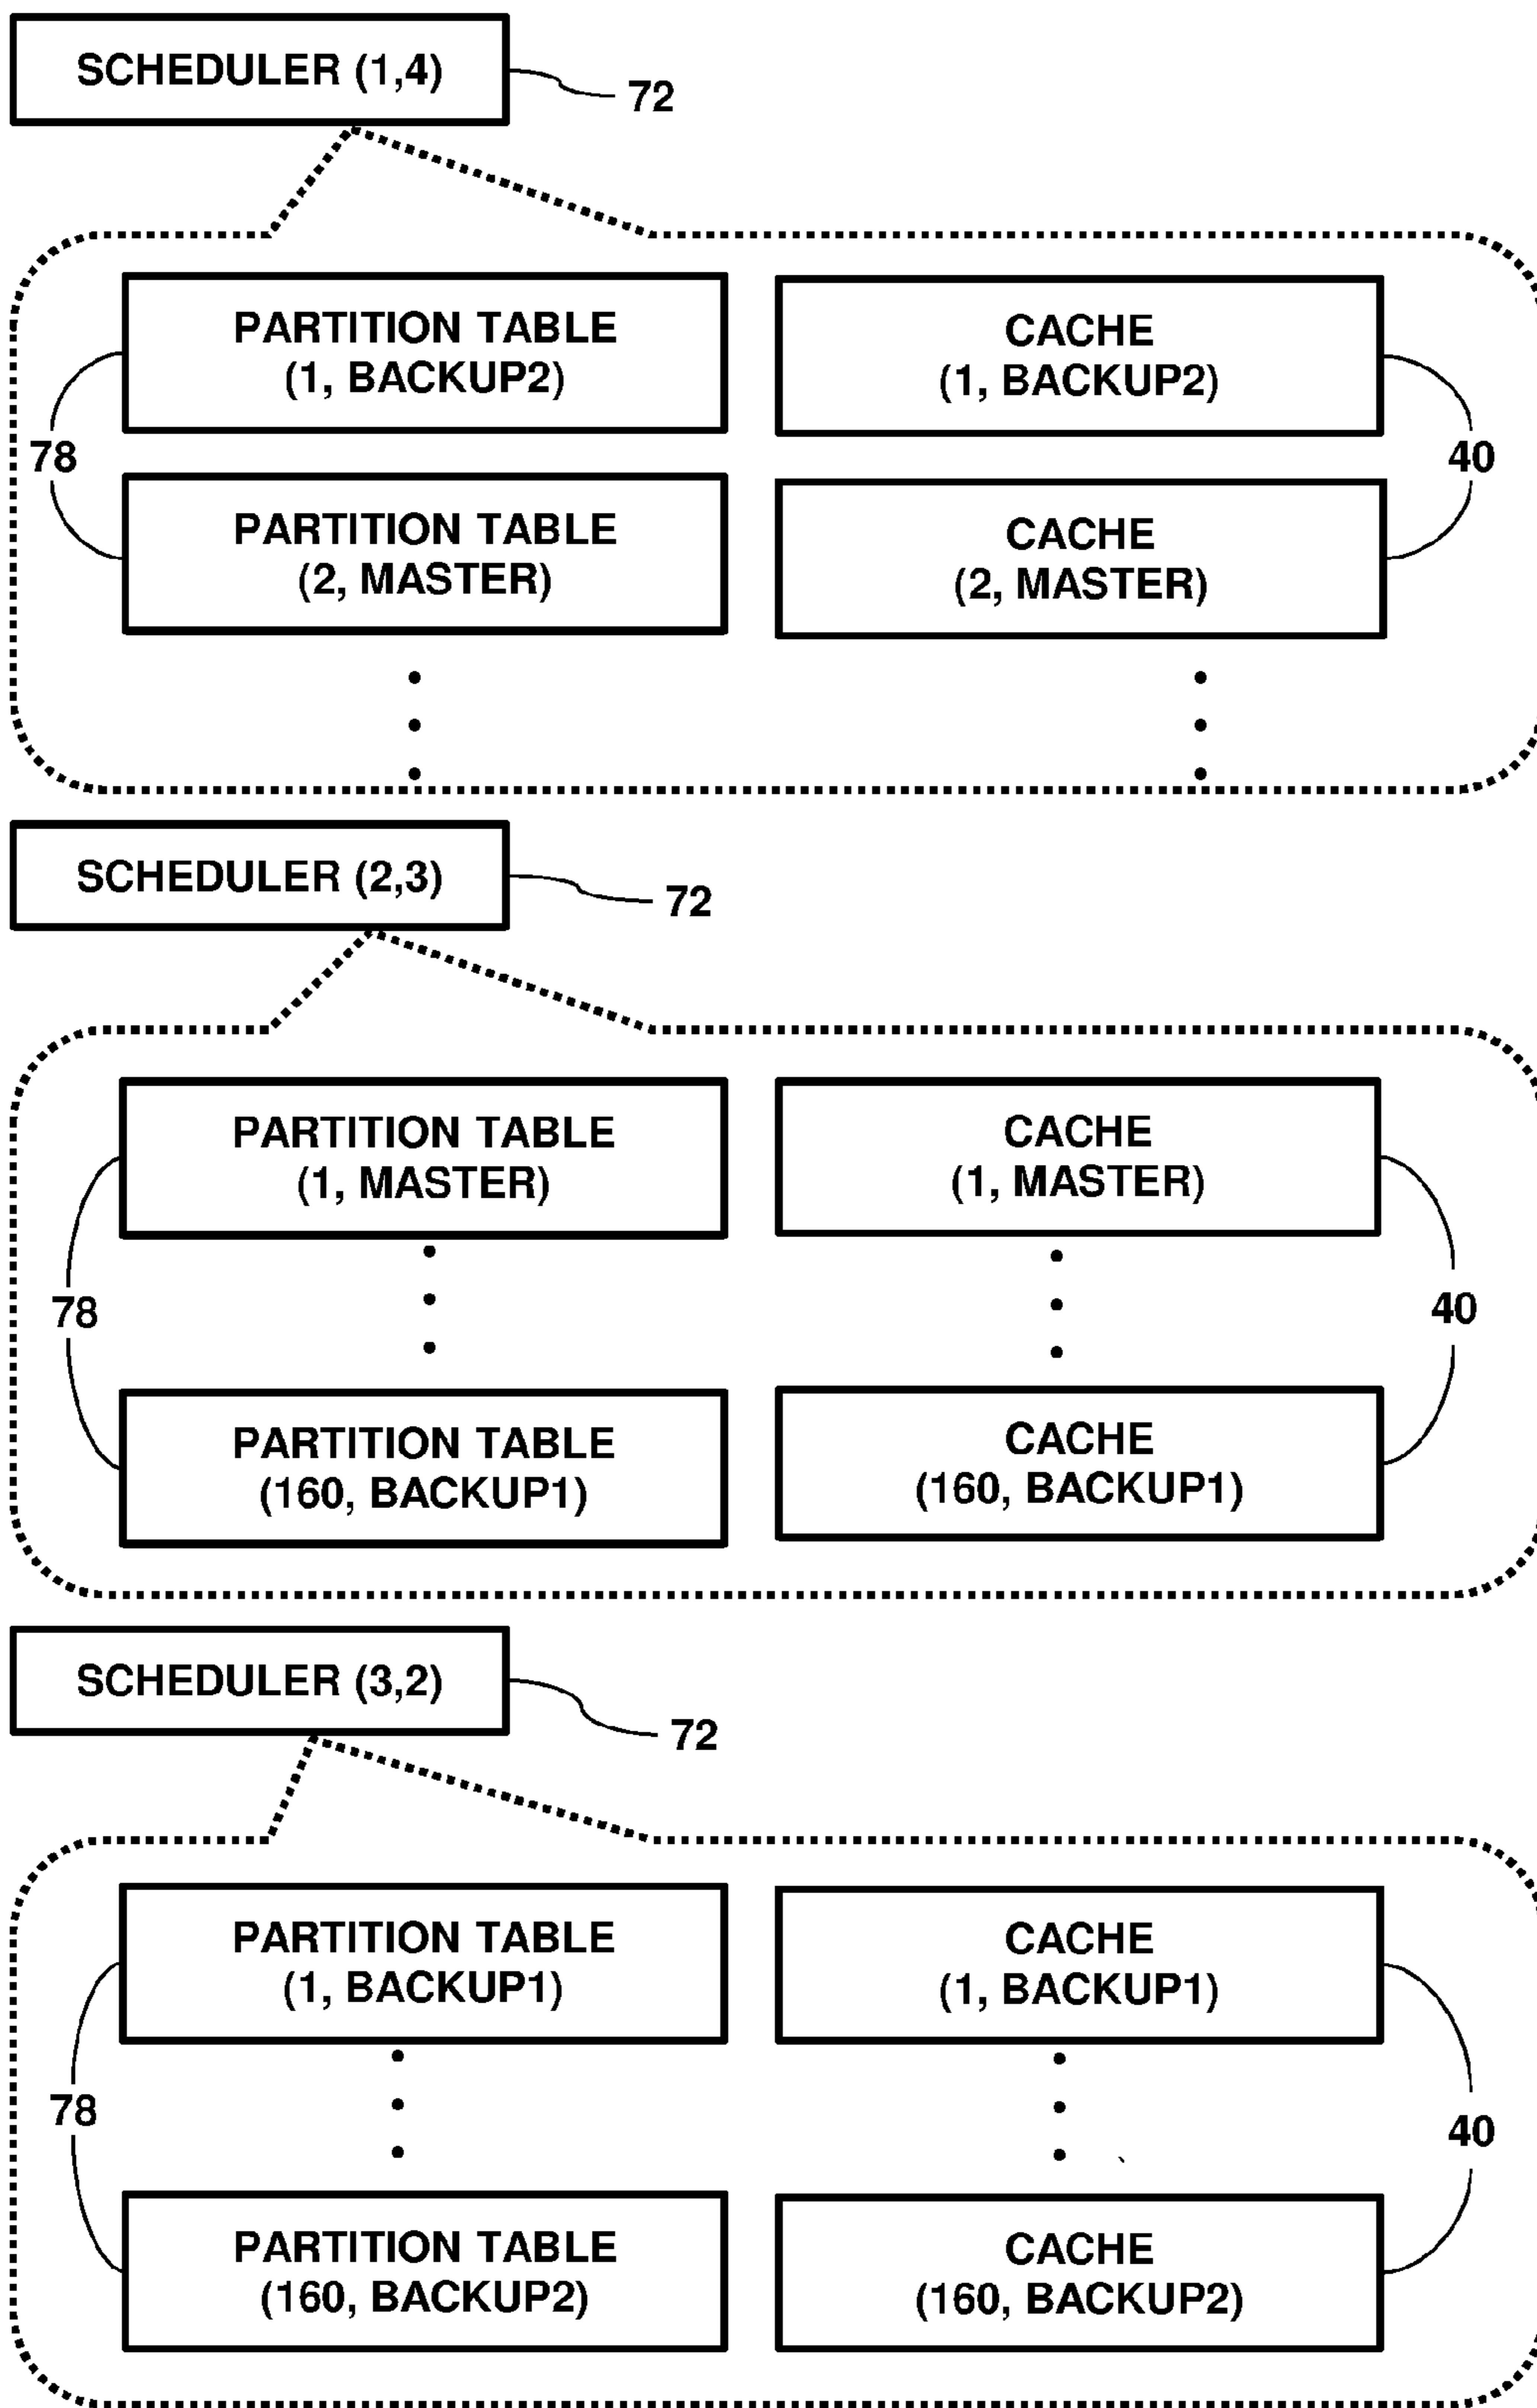 SCHEDULER (1,4)
72
PARTITION TABLE
(1, BACKUP2)
CACHE
(1, BACKUP2)
78
40
PARTITION TABLE
(2, MASTER)
CACHE
(2, MASTER)
SCHEDULER (2,3)
72
PARTITION TABLE
(1, MASTER)
CACHE
(1, MASTER)
78
40
PARTITION TABLE
(160, BACKUP1)
CACHE
(160, BACKUP1)
SCHEDULER (3,2)
72
PARTITION TABLE
(1, BACKUP1)
CACHE
(1, BACKUP1)
78
40
PARTITION TABLE
(160, BACKUP2)
CACHE
(160, BACKUP2)